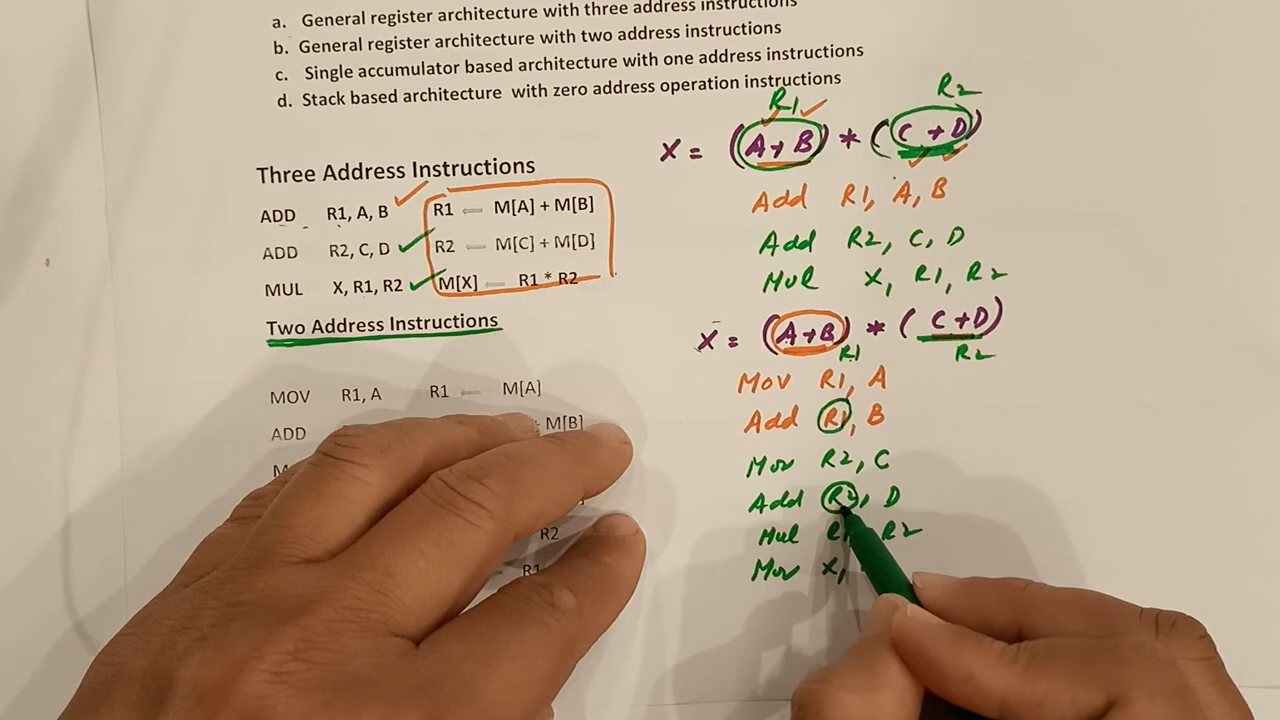 a. General register architecture with three address instructions
b. General register architecture with two address instructions
c. Single accumulator based architecture with one address instructions
d. Stack based architecture with zero address operation instructions
Three Address Instructions
ADD R1, A, B R1 ⇐ M[A] + M[B]
ADD R2, C, D R2 ⇐ M[C] + M[D]
MUL X, R1, R2 M[X] ⇐ R1 * R2
Two Address Instructions
MOV R1, A R1 ⇐ M[A]
ADD + M[B]
R2
R1
R1 R2
X = (A+B) * (C+D)
Add R1, A, B
Add R2, C, D
Mul X, R1, R2
X = (A+B) * (C+D)
R1 R2
Mov R1, A
Add R1, B
Mov R2, C
Add R2, D
Mul R1 R2
Mov X,